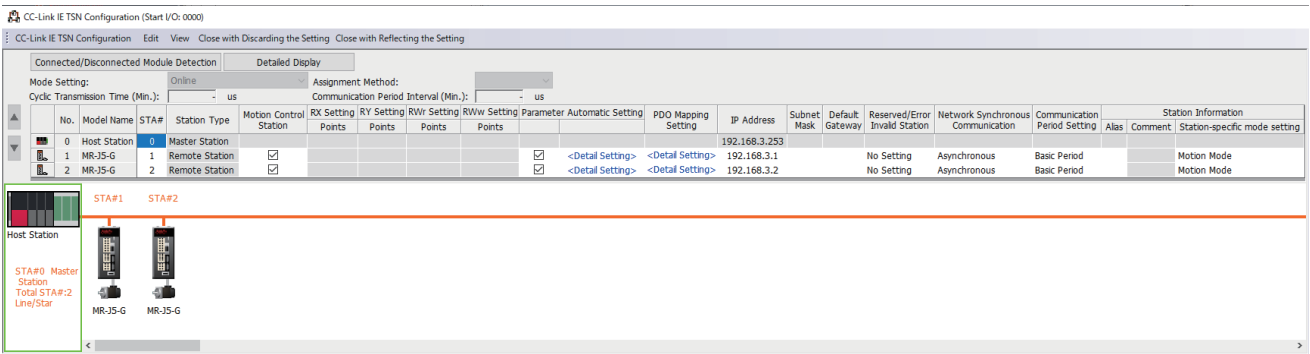 CC-Link IE TSN Configuration (Start I/O: 0000)
CC-Link IE TSN Configuration Edit View Close with Discarding the Setting Close with Reflecting the Setting
Connected/Disconnected Module Detection Detailed Display
Mode Setting: Online Assignment Method:
Cyclic Transmission Time (Min.): - us Communication Period Interval (Min.): - us
No. Model Name STA# Station Type Motion Control Station RX Setting Points RY Setting Points RWr Setting Points RWw Setting Points Parameter Automatic Setting PDO Mapping Setting IP Address Subnet Mask Default Gateway Reserved/Error Invalid Station Network Synchronous Communication Communication Period Setting Station Information Alias Comment Station-specific mode setting
0 Host Station 0 Master Station 192.168.3.253
1 MR-J5-G 1 Remote Station <Detail Setting> <Detail Setting> 192.168.3.1 No Setting Asynchronous Basic Period Motion Mode
2 MR-J5-G 2 Remote Station <Detail Setting> <Detail Setting> 192.168.3.2 No Setting Asynchronous Basic Period Motion Mode
STA#1 STA#2
Host Station
STA#0 Master
Station
Total STA#:2
Line/Star
MR-J5-G MR-J5-G